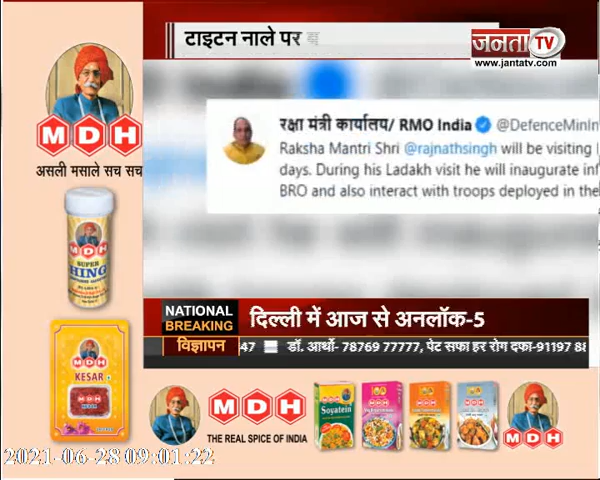 टाइटन नाले पर
जनता TV
www.jantatv.com
MDH
असली मसाले सच सच
रक्षा मंत्री कार्यालय/ RMO India @DefenceMinIn
Raksha Mantri Shri @rajnathsingh will be visiting
days. During his Ladakh visit he will inaugurate inf
BRO and also interact with troops deployed in the
MDH
SUPER
HING
NATIONAL
BREAKING
दिल्ली में आज से अनलॉक-5
विज्ञापन
47 डॉ. आर्थो- 78769 77777, पेट सफा हर रोग दफा-91197 88
MDH
KESAR
MDH
THE REAL SPICE OF INDIA
Soyatein
MDH
2021-06-28 09:01:22